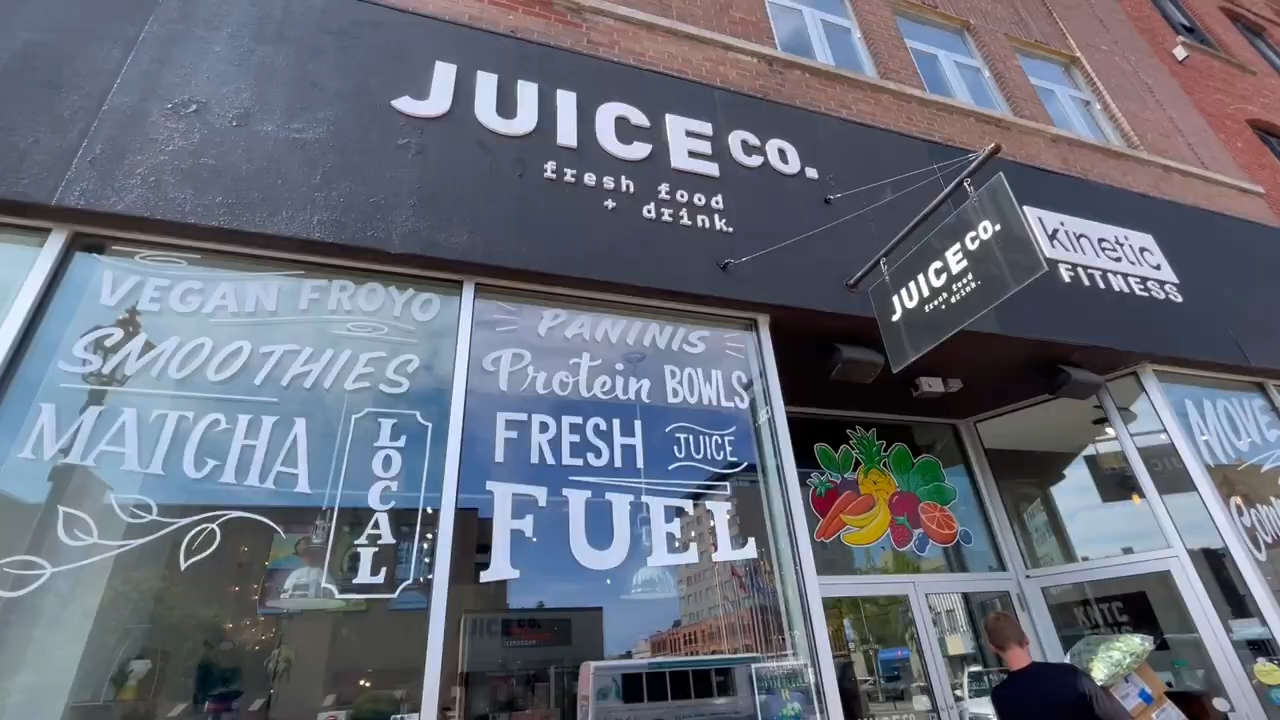 JUICE CO.
fresh food
+ drink.
JUICE CO.
fresh food
+ drink.
kinetic
FITNESS
VEGAN FROYO
SMOOTHIES
MATCHA
LOCAL
PANINIS
Protein BOWLS
FRESH JUICE
FUEL
MOVE
KNTC